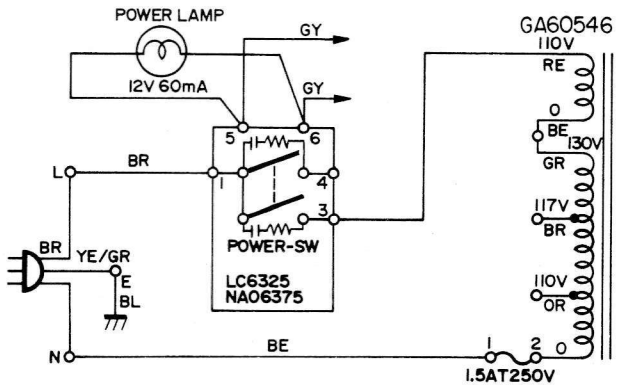 POWER LAMP
12V 60mA
GY
GY
5
6
GA60546
110V
RE
0
BE
130V
GR
117V
BR
110V
OR
0
L
BR
1
4
3
POWER-SW
LC6325
NA06375
BR
YE/GR
E
BL
N
BE
1
2
1.5AT250V